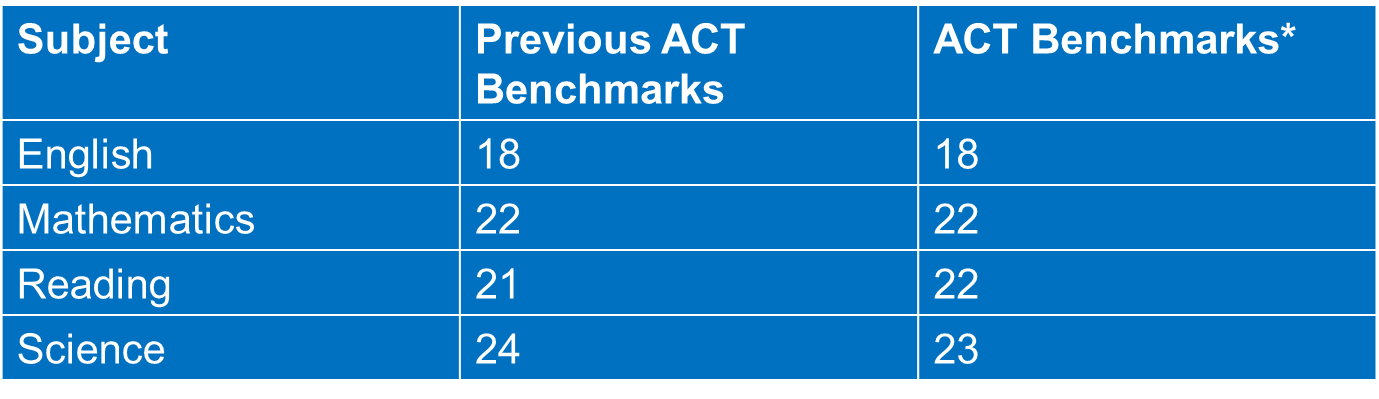 Subject Previous ACT Benchmarks ACT Benchmarks*
English 18 18
Mathematics 22 22
Reading 21 22
Science 24 23